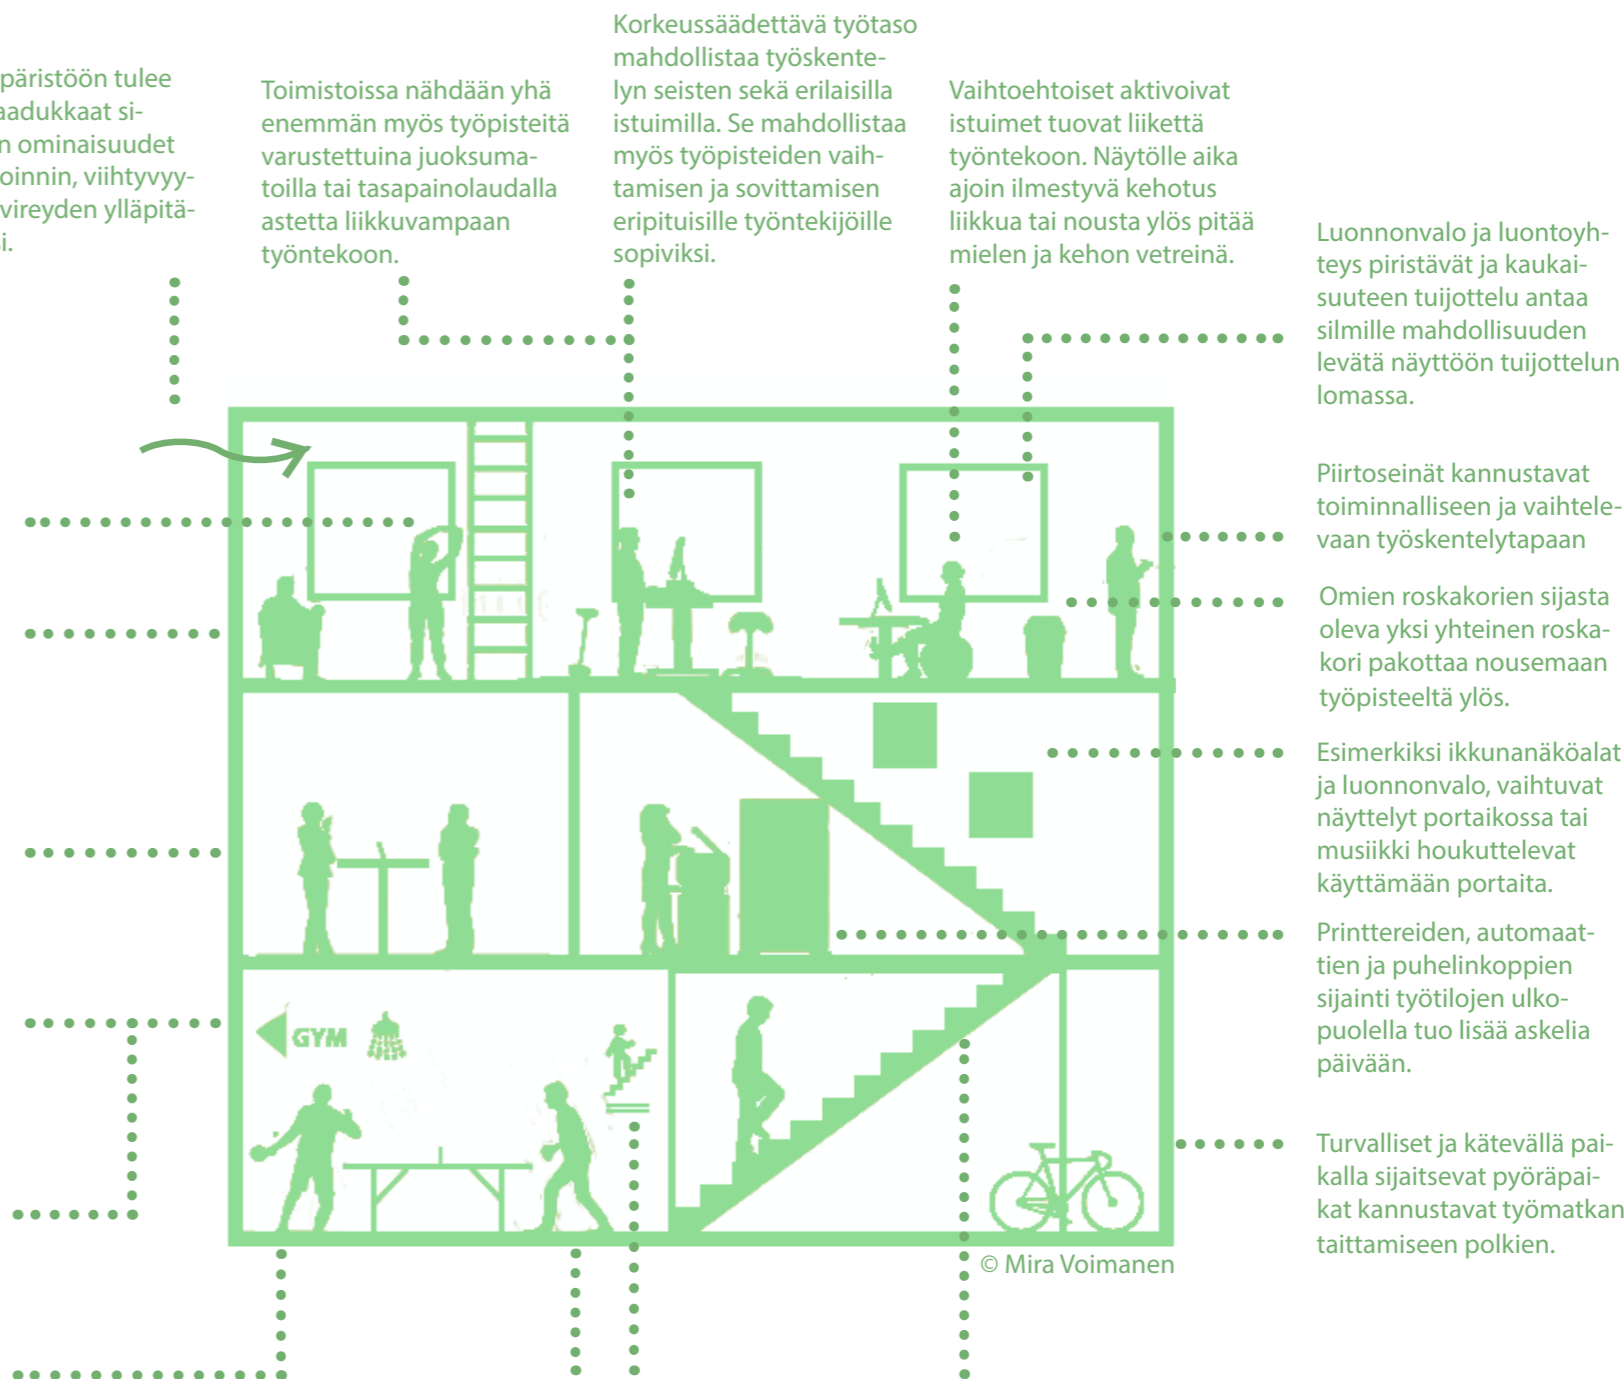 päristöön tulee
aadukkaat si-
n ominaisuudet
oinnin, viihtyvyy-
vireyden ylläpitä-
i.
Toimistoissa nähdään yhä
enemmän myös työpisteitä
varustettuina juoksuma-
toilla tai tasapainolaudalla
astetta liikkuvampaan
työntekoon.
Korkeussäädettävä työtaso
mahdollistaa työskente-
lyn seisten sekä erilaisilla
istuimilla. Se mahdollistaa
myös työpisteiden vaih-
tamisen ja sovittamisen
eripituisille työntekijöille
sopiviksi.
Vaihtoehtoiset aktivoivat
istuimet tuovat liikettä
työntekoon. Näytölle aika
ajoin ilmestyvä kehotus
liikkua tai nousta ylös pitää
mielen ja kehon vetreinä.
Luonnonvalo ja luontoyh-
teys piristävät ja kaukai-
suuteen tuijottelu antaa
silmille mahdollisuuden
levätä näyttöön tuijottelun
lomassa.
Piirtoseinät kannustavat
toiminnalliseen ja vaihtele-
vaan työskentelytapaan
Omien roskakorien sijasta
oleva yksi yhteinen roska-
kori pakottaa nousemaan
työpisteeltä ylös.
Esimerkiksi ikkunanäköalat
ja luonnonvalo, vaihtuvat
näyttelyt portaikossa tai
musiikki houkuttelevat
käyttämään portaita.
Printtereiden, automaat-
tien ja puhelinkoppien
sijainti työtilojen ulko-
puolella tuo lisää askelia
päivään.
Turvalliset ja kätevällä pai-
kalla sijaitsevat pyöräpai-
kat kannustavat työmatkan
taittamiseen polkien.
GYM
© Mira Voimanen